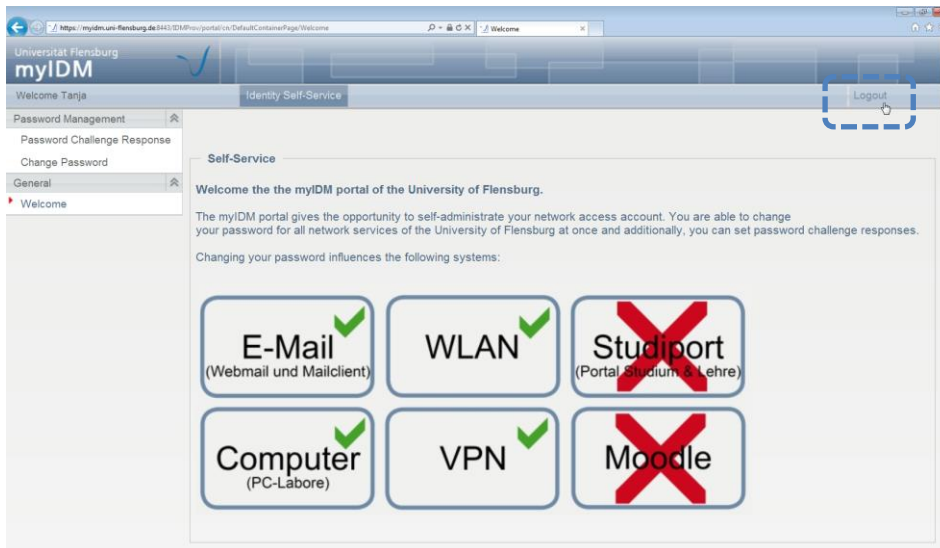 https://myidm.uni-flensburg.de:8443/IDMProv/portal/cn/DefaultContainerPage/Welcome
Welcome
Universität Flensburg
myIDM
Welcome Tanja
Identity Self-Service
Logout
Password Management
Password Challenge Response
Change Password
General
Welcome
Self-Service
Welcome the the myIDM portal of the University of Flensburg.
The myIDM portal gives the opportunity to self-administrate your network access account. You are able to change
your password for all network services of the University of Flensburg at once and additionally, you can set password challenge responses.
Changing your password influences the following systems:
E-Mail
(Webmail und Mailclient)
WLAN
Studiport
(Portal Studium & Lehre)
Computer
(PC-Labore)
VPN
Moodle